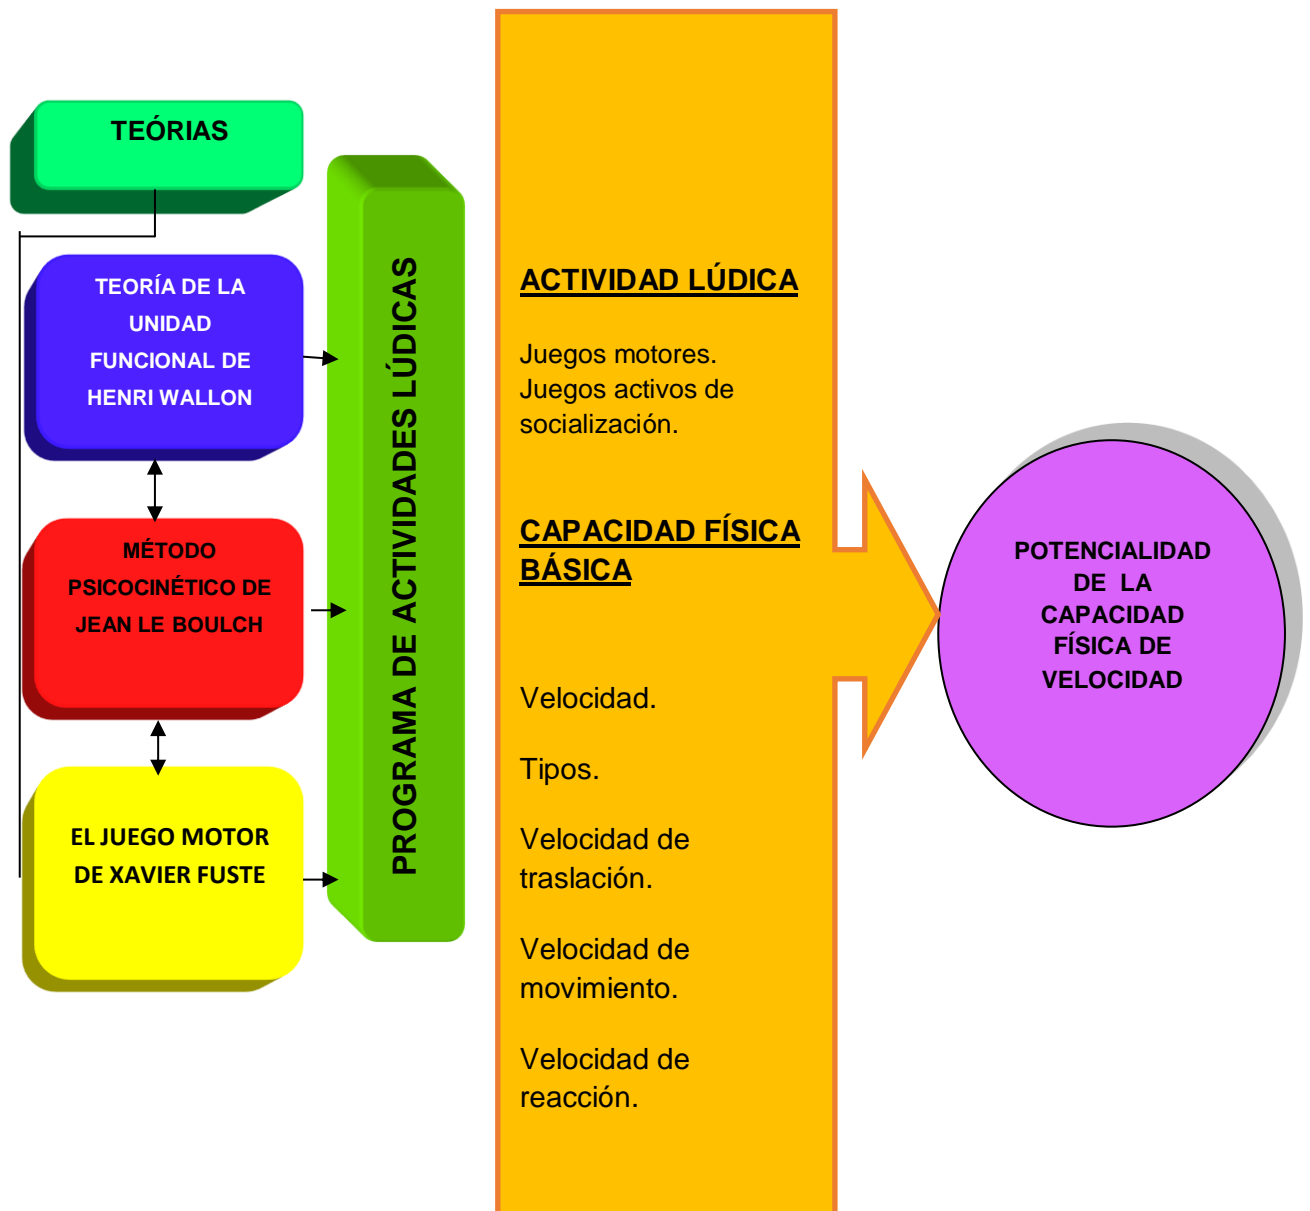 TEÓRIAS
TEORÍA DE LA
UNIDAD
FUNCIONAL DE
HENRI WALLON
MÉTODO
PSICOCINÉTICO DE
JEAN LE BOULCH
EL JUEGO MOTOR
DE XAVIER FUSTE
PROGRAMA DE ACTIVIDADES LÚDICAS
ACTIVIDAD LÚDICA
Juegos motores.
Juegos activos de
socialización.
CAPACIDAD FÍSICA
BÁSICA
Velocidad.
Tipos.
Velocidad de
traslación.
Velocidad de
movimiento.
Velocidad de
reacción.
POTENCIALIDAD
DE LA
CAPACIDAD
FÍSICA DE
VELOCIDAD